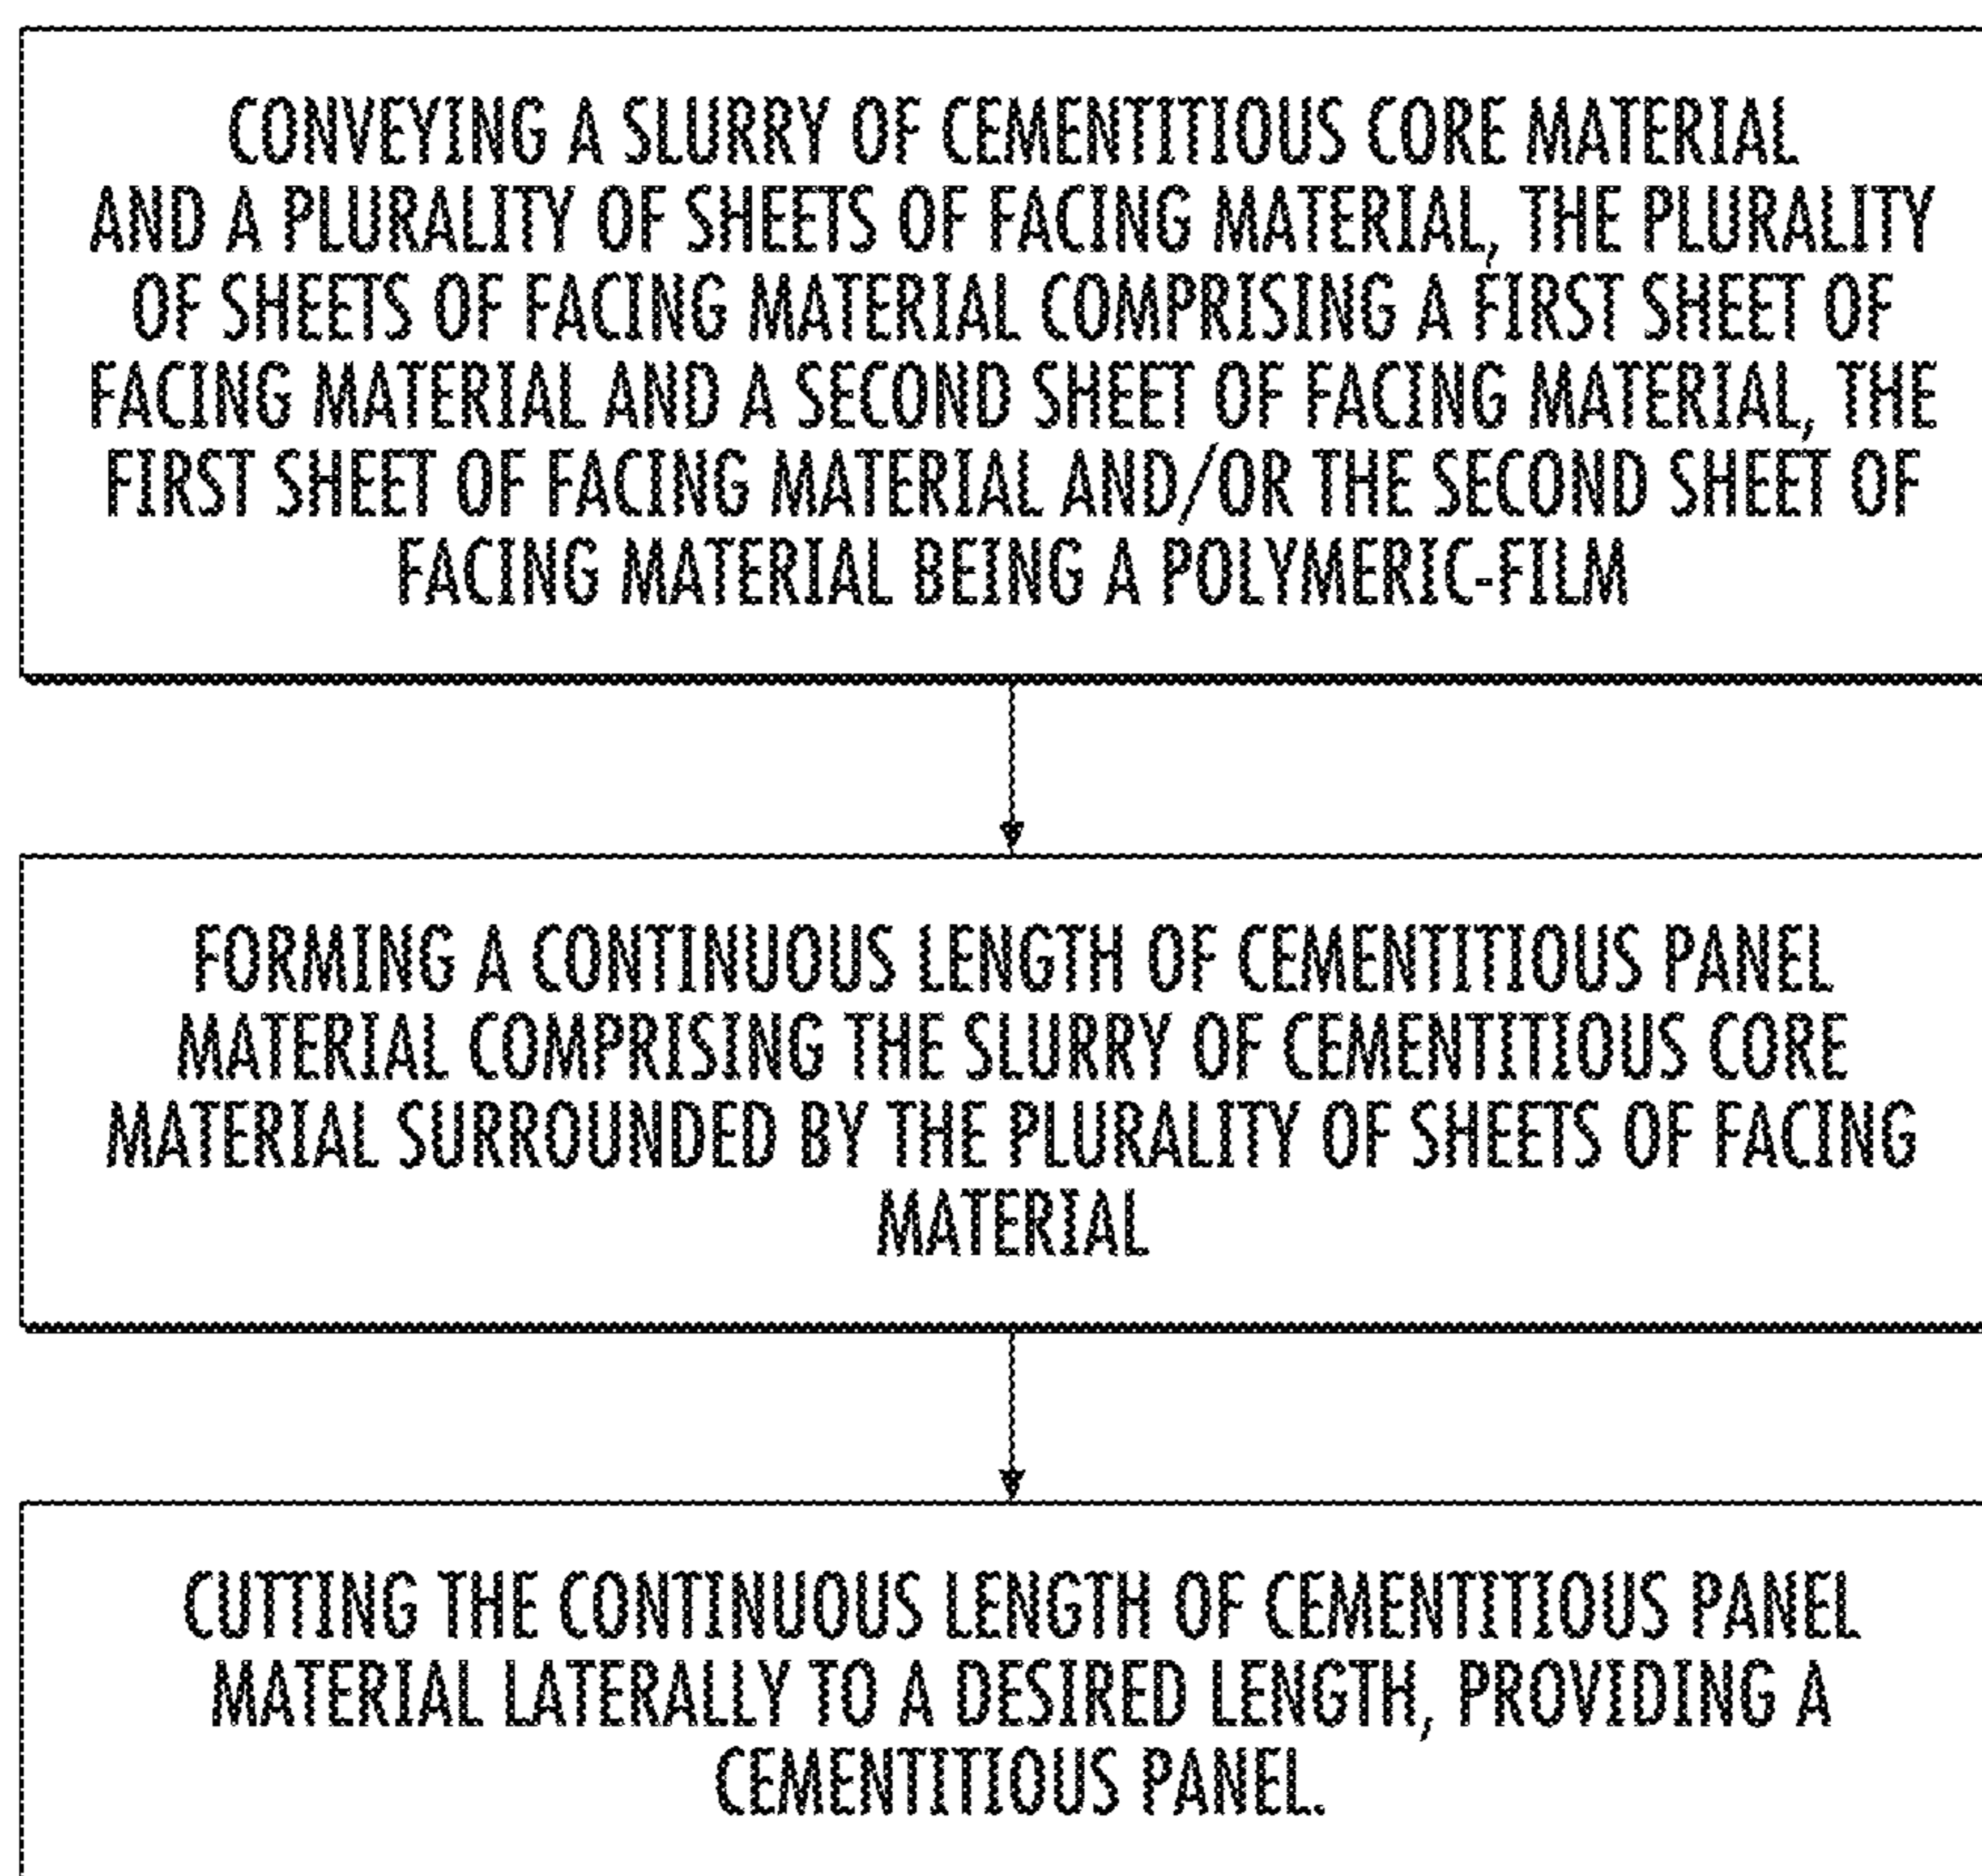 CONVEYING A SLURRY OF CEMENTITIOUS CORE MATERIAL
AND A PLURALITY OF SHEETS OF FACING MATERIAL, THE PLURALITY
OF SHEETS OF FACING MATERIAL COMPRISING A FIRST SHEET OF
FACING MATERIAL AND A SECOND SHEET OF FACING MATERIAL, THE
FIRST SHEET OF FACING MATERIAL AND/OR THE SECOND SHEET OF
FACING MATERIAL BEING A POLYMERIC-FILM
FORMING A CONTINUOUS LENGTH OF CEMENTITIOUS PANEL
MATERIAL COMPRISING THE SLURRY OF CEMENTITIOUS CORE
MATERIAL SURROUNDED BY THE PLURALITY OF SHEETS OF FACING
MATERIAL
CUTTING THE CONTINUOUS LENGTH OF CEMENTITIOUS PANEL
MATERIAL LATERALLY TO A DESIRED LENGTH, PROVIDING A
CEMENTITIOUS PANEL.